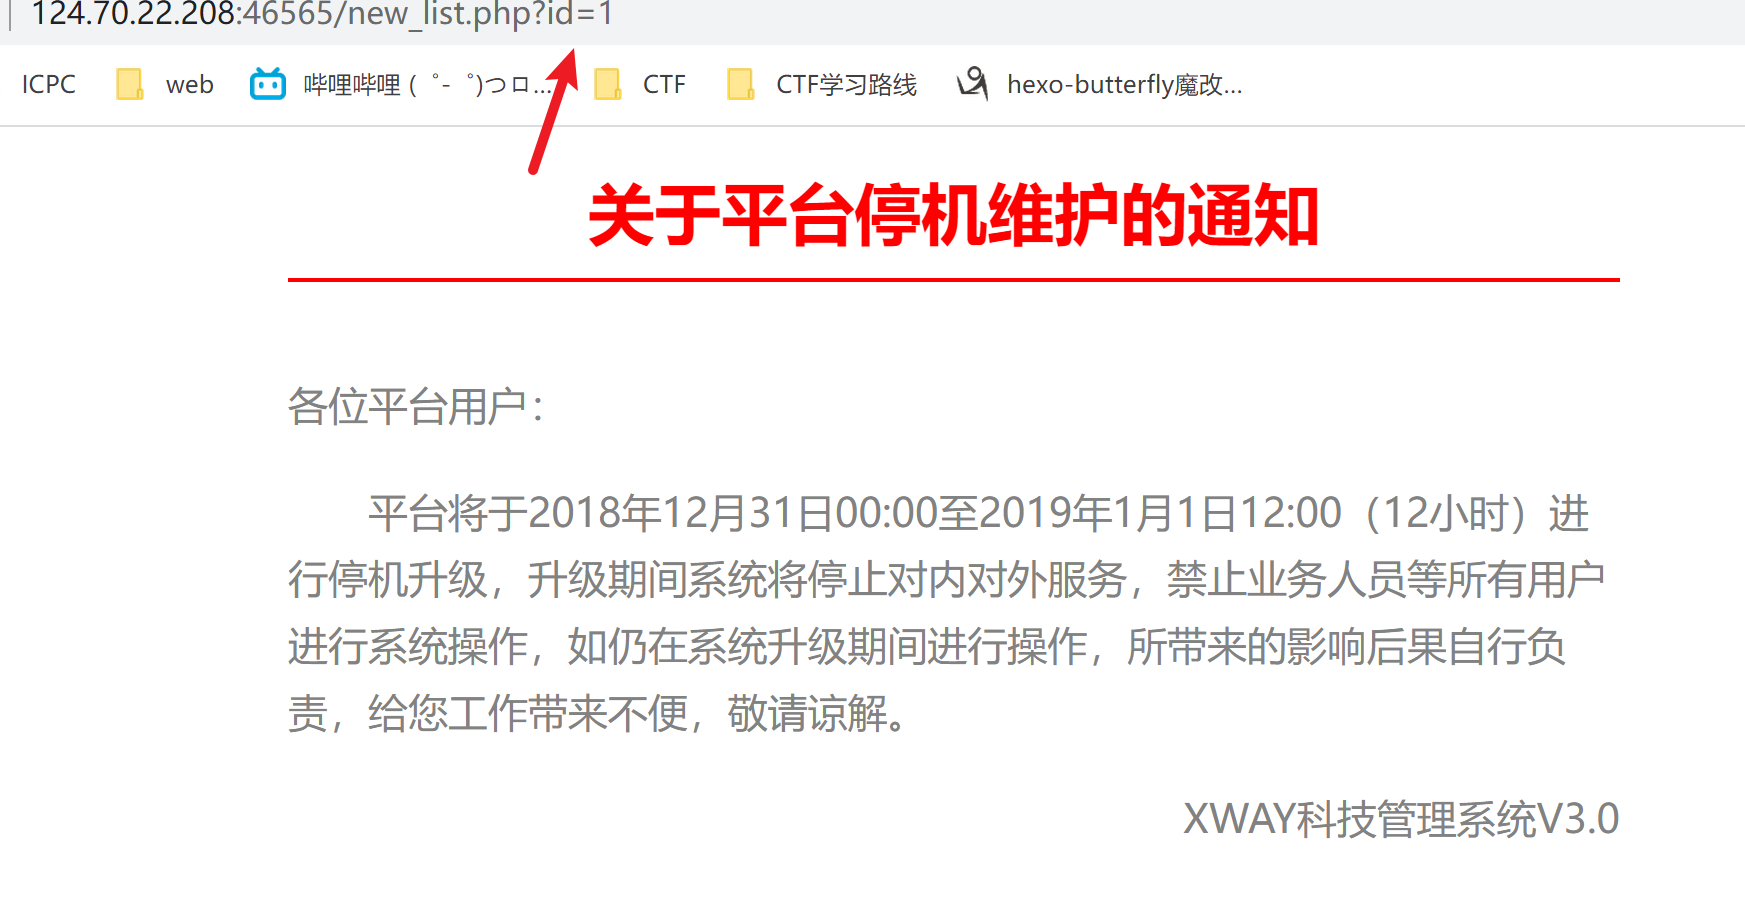 124.70.22.208:46565/new_list.php?id=1
ICPC web 哔哩哔哩 (゜-゜)つロ... CTF CTF学习路线 hexo-butterfly魔改...
关于平台停机维护的通知
各位平台用户：
平台将于2018年12月31日00:00至2019年1月1日12:00（12小时）进
行停机升级，升级期间系统将停止对内对外服务，禁止业务人员等所有用户
进行系统操作，如仍在系统升级期间进行操作，所带来的影响后果自行负
责，给您工作带来不便，敬请谅解。
XWAY科技管理系统V3.0